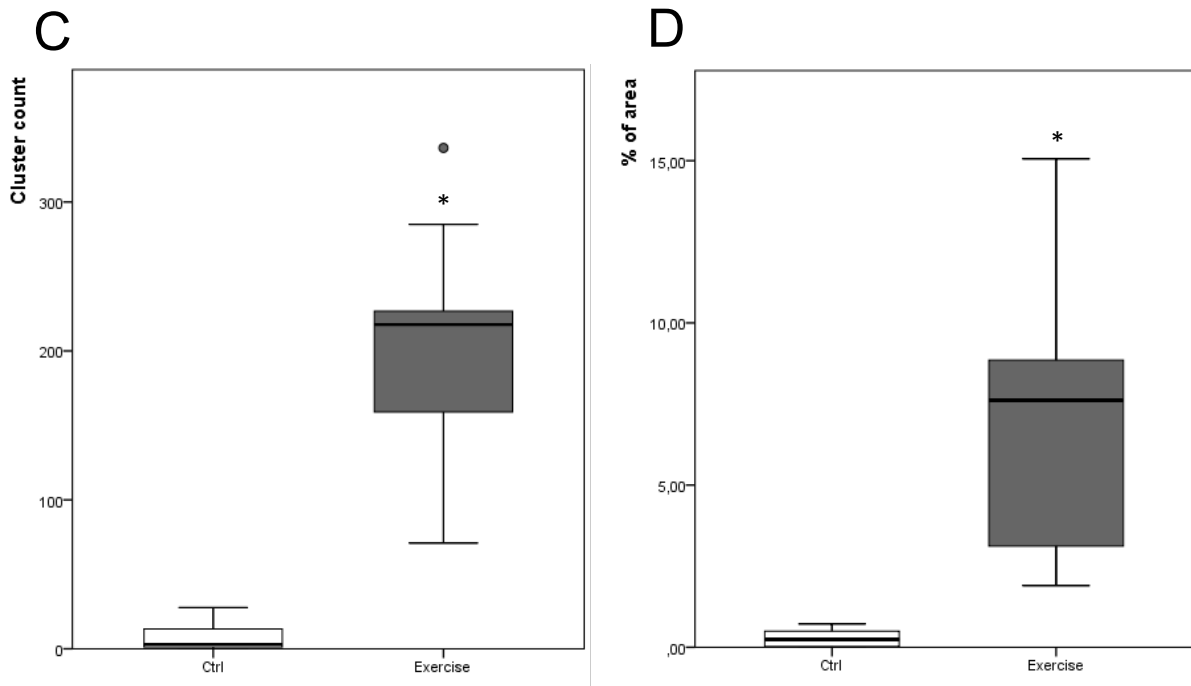 C
Cluster count
300
200
100
0
*
Ctrl
Exercise
D
% of area
15,00
10,00
5,00
,00
*
Ctrl
Exercise